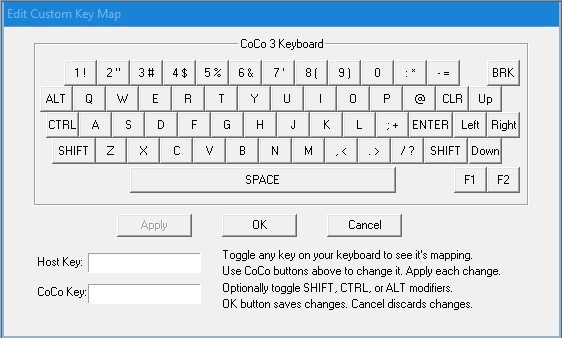 Edit Custom Key Map
CoCo 3 Keyboard
1 ! 2 " 3 # 4 $ 5 % 6 & 7 ' 8 ( 9 ) 0 : * - = BRK
ALT Q W E R T Y U I O P @ CLR Up
CTRL A S D F G H J K L ; + ENTER Left Right
SHIFT Z X C V B N M , < . > / ? SHIFT Down
SPACE F1 F2
Apply OK Cancel
Host Key:
CoCo Key:
Toggle any key on your keyboard to see it's mapping.
Use CoCo buttons above to change it. Apply each change.
Optionally toggle SHIFT, CTRL, or ALT modifiers.
OK button saves changes. Cancel discards changes.